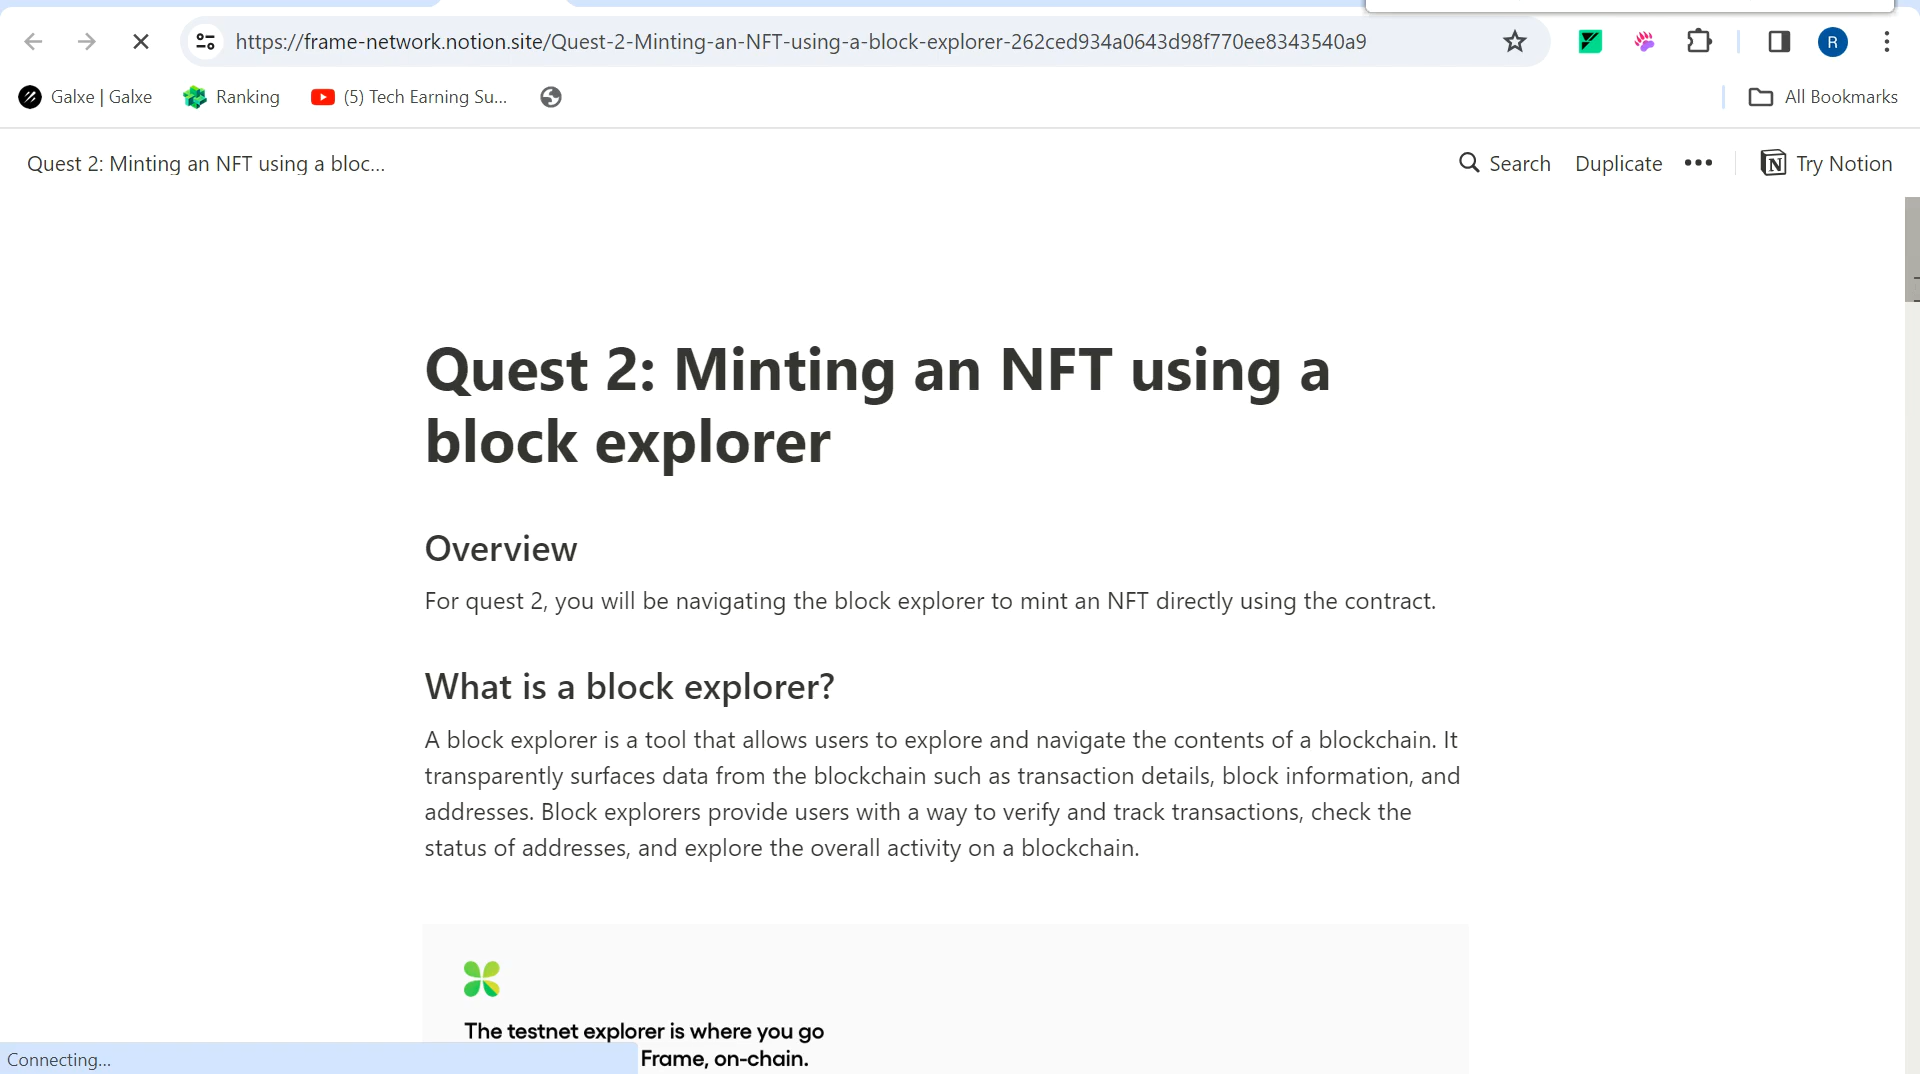 https://frame-network.notion.site/Quest-2-Minting-an-NFT-using-a-block-explorer-262ced934a0643d98f770ee8343540a9
R
Galxe | Galxe
Ranking
(5) Tech Earning Su...
All Bookmarks
Quest 2: Minting an NFT using a bloc...
Search
Duplicate
Try Notion
Quest 2: Minting an NFT using a
block explorer
Overview
For quest 2, you will be navigating the block explorer to mint an NFT directly using the contract.
What is a block explorer?
A block explorer is a tool that allows users to explore and navigate the contents of a blockchain. It
transparently surfaces data from the blockchain such as transaction details, block information, and
addresses. Block explorers provide users with a way to verify and track transactions, check the
status of addresses, and explore the overall activity on a blockchain.
The testnet explorer is where you go
Frame, on-chain.
Connecting...